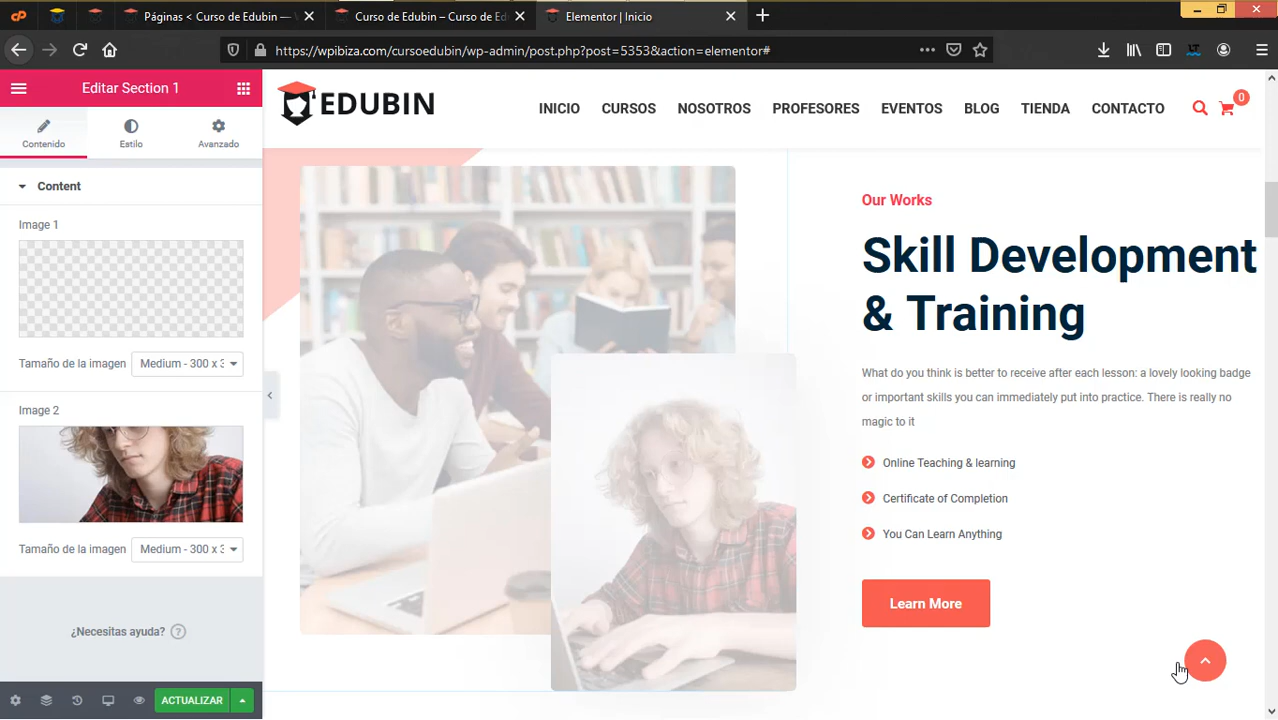 Páginas < Curso de Edubin — W
Curso de Edubin – Curso de Ed
Elementor | Inicio
https://wpibiza.com/cursoedubin/wp-admin/post.php?post=5353&action=elementor#
Editar Section 1
Contenido
Estilo
Avanzado
Content
Image 1
Tamaño de la imagen
Medium - 300 x 3
Image 2
Tamaño de la imagen
Medium - 300 x 3
¿Necesitas ayuda?
ACTUALIZAR
EDUBIN
INICIO
CURSOS
NOSOTROS
PROFESORES
EVENTOS
BLOG
TIENDA
CONTACTO
0
Our Works
Skill Development
& Training
What do you think is better to receive after each lesson: a lovely looking badge
or important skills you can immediately put into practice. There is really no
magic to it
Online Teaching & learning
Certificate of Completion
You Can Learn Anything
Learn More